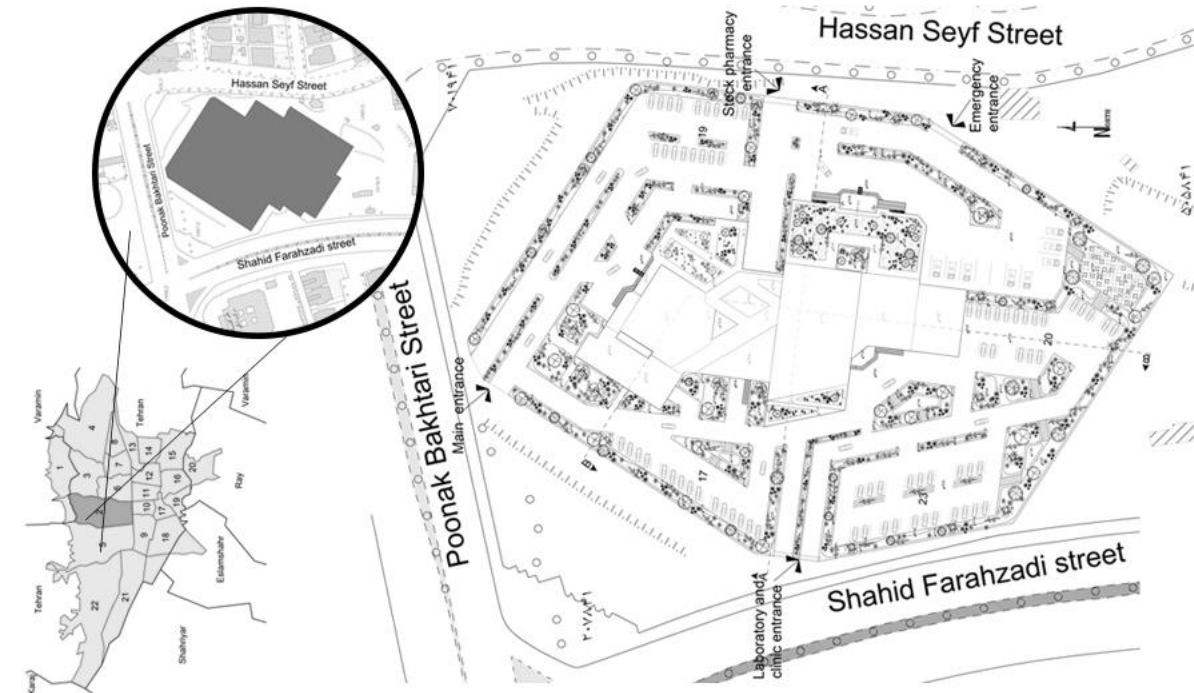 Hassan Seyf Street
Poonak Bakhtari Street
Shahid Farahzadi street
Varamin
Tehran
Varamin
4
8
13
14
15
20
1
3
7
12
16
6
11
2
10
17
19
5
9
18
22
21
Ray
Eslamshahr
Shahriyar
Tehran
Karaj
Hassan Seyf Street
Stock pharmacy
entrance
Emergency
entrance
NORTH
A
19
20
B
Poonak Bakhtari Street
Main entrance
B
17
23
A
Laboratory and
clinic entrance
Shahid Farahzadi street